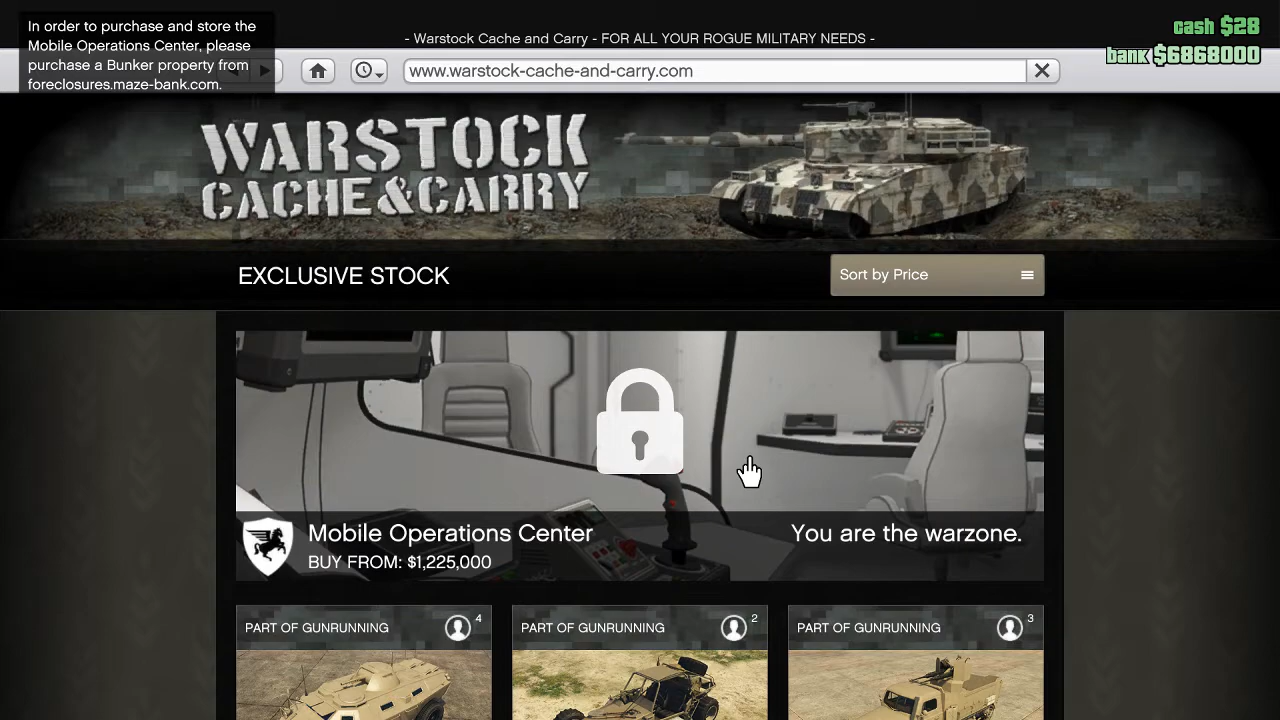 In order to purchase and store the
Mobile Operations Center, please
purchase a Bunker property from
foreclosures.maze-bank.com.
cash $28
bank $6868000
- Warstock Cache and Carry - FOR ALL YOUR ROGUE MILITARY NEEDS -
www.warstock-cache-and-carry.com
WARSTOCK
CACHE&CARRY
EXCLUSIVE STOCK
Sort by Price
Mobile Operations Center
You are the warzone.
BUY FROM: $1,225,000
PART OF GUNRUNNING 4
PART OF GUNRUNNING 2
PART OF GUNRUNNING 3